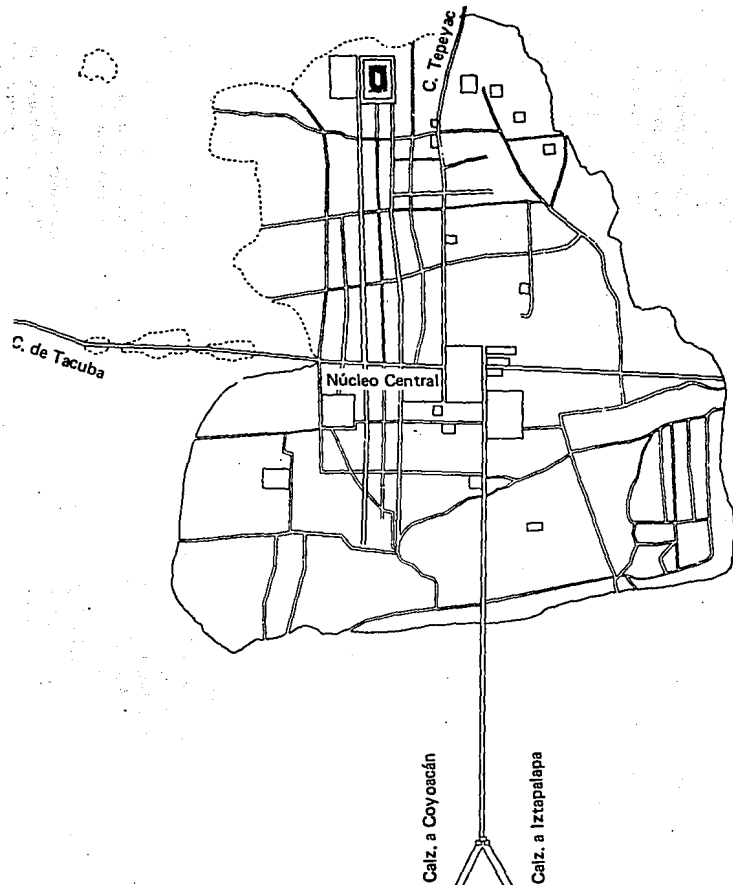 C. Tepeyac
C. de Tacuba
Núcleo Central
Calz. a Coyoacán
Calz. a Iztapalapa